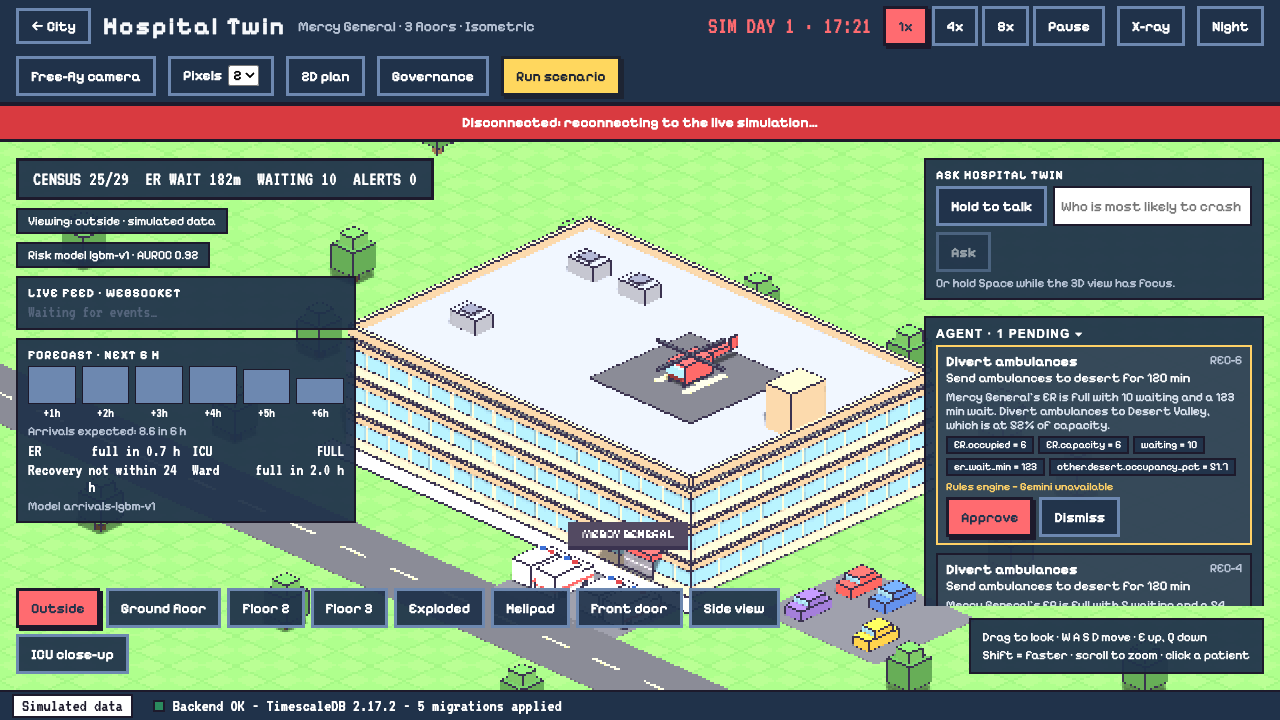 ← City
Hospital Twin
Mercy General · 3 floors · Isometric
SIM DAY 1 · 17:21
1x
4x
8x
Pause
X-ray
Night
Free-fly camera
Pixels 2
2D plan
Governance
Run scenario
Disconnected: reconnecting to the live simulation…
CENSUS 25/29 ER WAIT 182m WAITING 10 ALERTS 0
Viewing: outside · simulated data
Risk model lgbm-v1 · AUROC 0.92
LIVE FEED · WEBSOCKET
Waiting for events…
FORECAST · NEXT 6 H
+1h +2h +3h +4h +5h +6h
Arrivals expected: 8.6 in 6 h
ER full in 0.7 h ICU FULL
Recovery not within 24 h Ward full in 2.0 h
Model arrivals-lgbm-v1
MERCY GENERAL
ASK HOSPITAL TWIN
Hold to talk
Who is most likely to crash
Ask
Or hold Space while the 3D view has focus.
AGENT · 1 PENDING
Divert ambulances
REC-6
Send ambulances to desert for 120 min
Mercy General's ER is full with 10 waiting and a 123
min wait. Divert ambulances to Desert Valley,
which is at 92% of capacity.
ER.occupied = 6
ER.capacity = 6
waiting = 10
er.wait_min = 123
other.desert.occupancy_pct = 91.7
Rules engine - Gemini unavailable
Approve
Dismiss
Divert ambulances
REC-4
Send ambulances to desert for 120 min
Outside
Ground floor
Floor 2
Floor 3
Exploded
Helipad
Front door
Side view
ICU close-up
Drag to look · W A S D move · E up, Q down
Shift = faster · scroll to zoom · click a patient
Simulated data
Backend OK - TimescaleDB 2.17.2 - 5 migrations applied